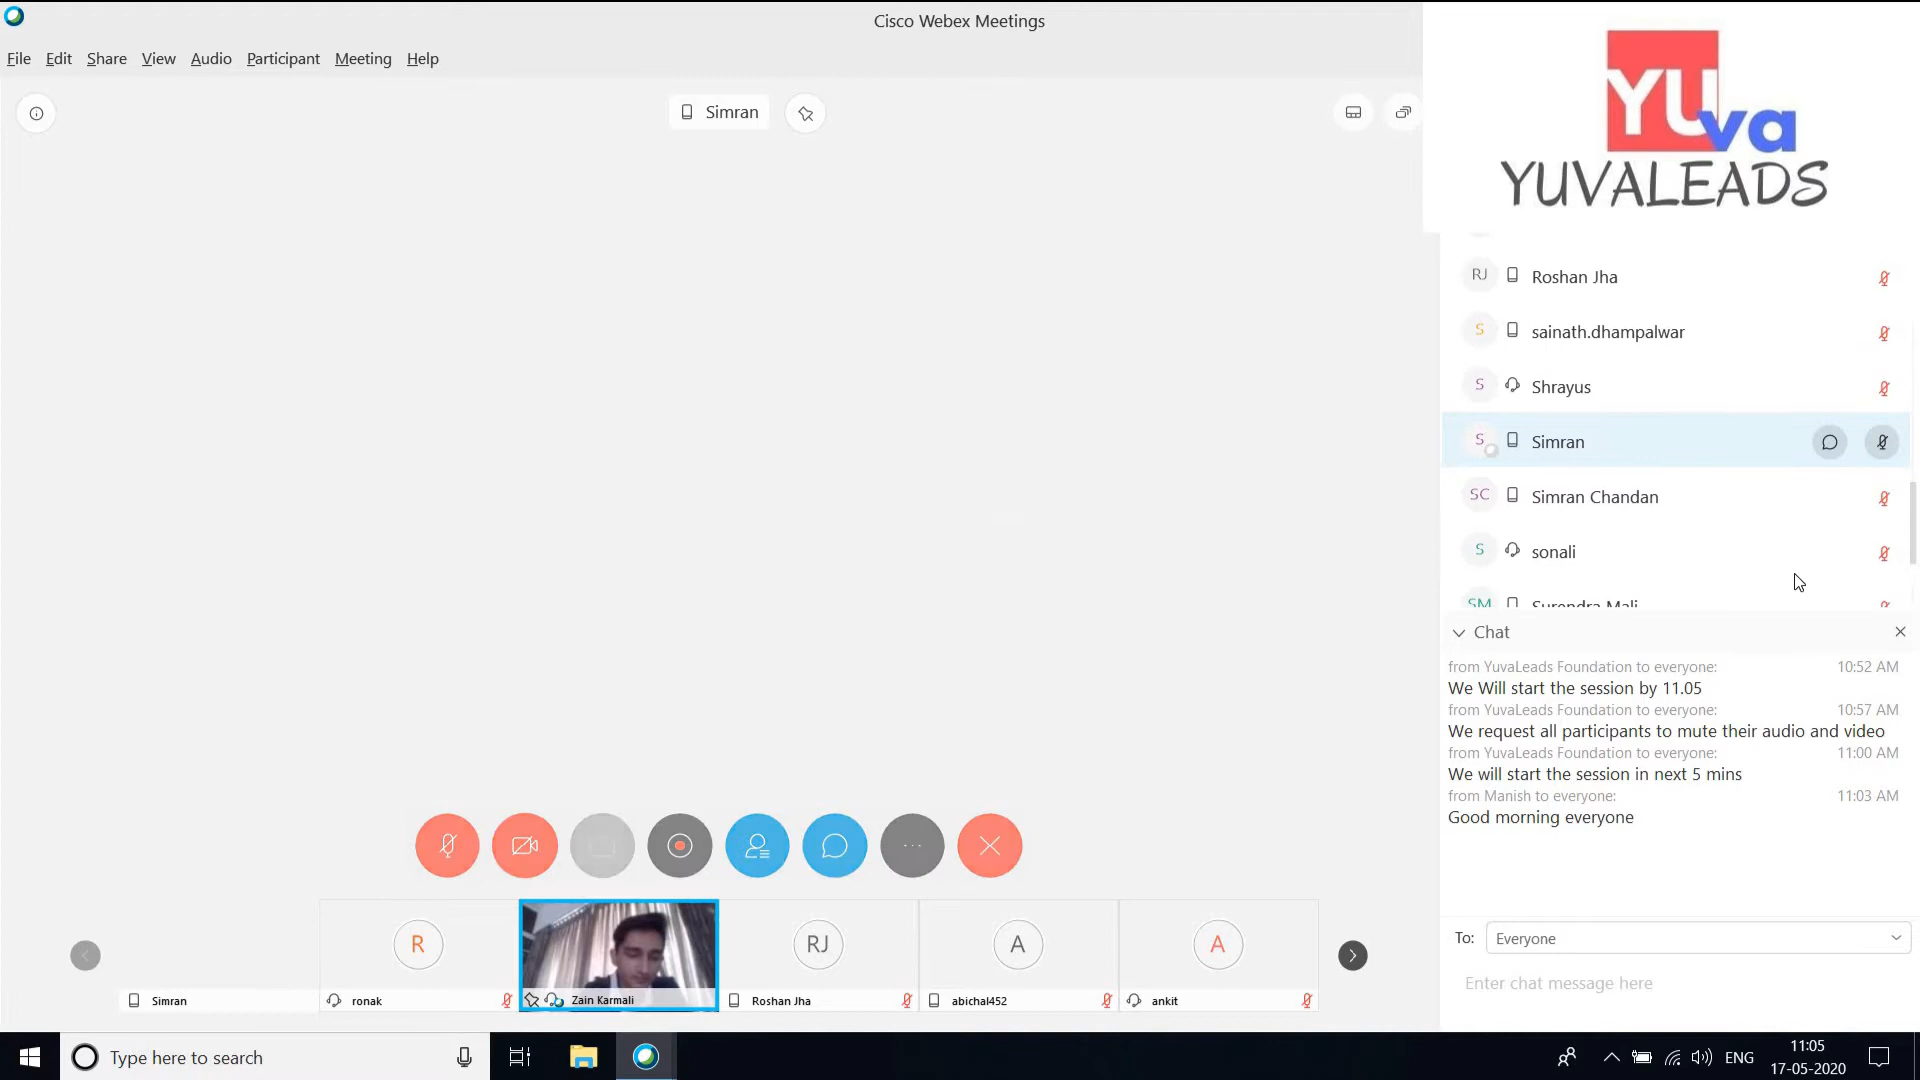 Cisco Webex Meetings
File Edit Share View Audio Participant Meeting Help
Simran
YUva
YUVALEADS
RJ Roshan Jha
S sainath.dhampalwar
S Shrayus
S Simran
SC Simran Chandan
S sonali
SM Surendra Mali
Chat
from YuvaLeads Foundation to everyone: 10:52 AM
We Will start the session by 11.05
from YuvaLeads Foundation to everyone: 10:57 AM
We request all participants to mute their audio and video
from YuvaLeads Foundation to everyone: 11:00 AM
We will start the session in next 5 mins
from Manish to everyone: 11:03 AM
Good morning everyone
To: Everyone
Enter chat message here
R
RJ
A
A
Simran
ronak
Zain Karmali
Roshan Jha
abichal452
ankit
Type here to search
ENG
11:05
17-05-2020